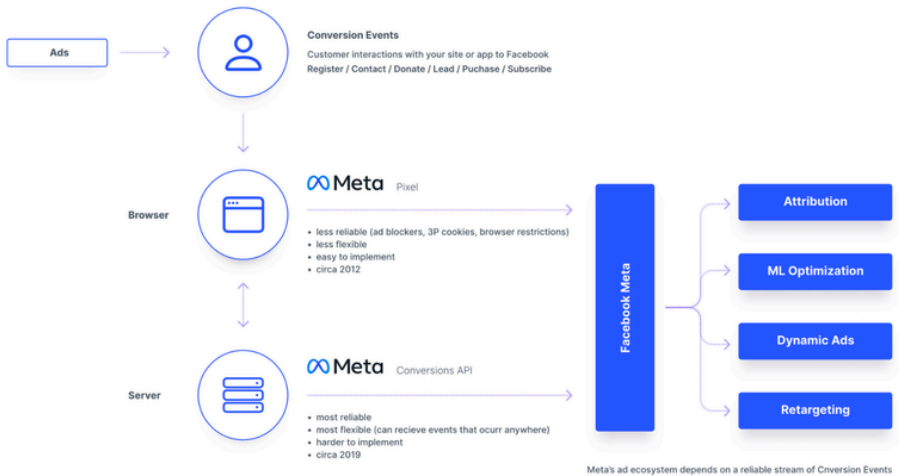 Ads
Conversion Events
Customer interactions with your site or app to Facebook
Register / Contact / Donate / Lead / Puchase / Subscribe
Browser
Meta Pixel
• less reliable (ad blockers, 3P cookies, browser restrictions)
• less flexible
• easy to implement
• circa 2012
Server
Meta Conversions API
• most reliable
• most flexible (can recieve events that ocurr anywhere)
• harder to implement
• circa 2019
Facebook Meta
Attribution
ML Optimization
Dynamic Ads
Retargeting
Meta's ad ecosystem depends on a reliable stream of Cnversion Events